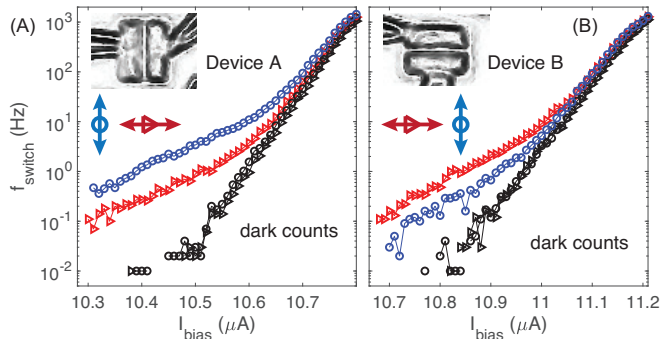 (A)
Device A
dark counts
f_switch (Hz)
10^3
10^2
10^1
10^0
10^-1
10^-2
10.3 10.4 10.5 10.6 10.7
I_bias (μA)
(B)
Device B
dark counts
10.7 10.8 10.9 11 11.1 11.2
I_bias (μA)